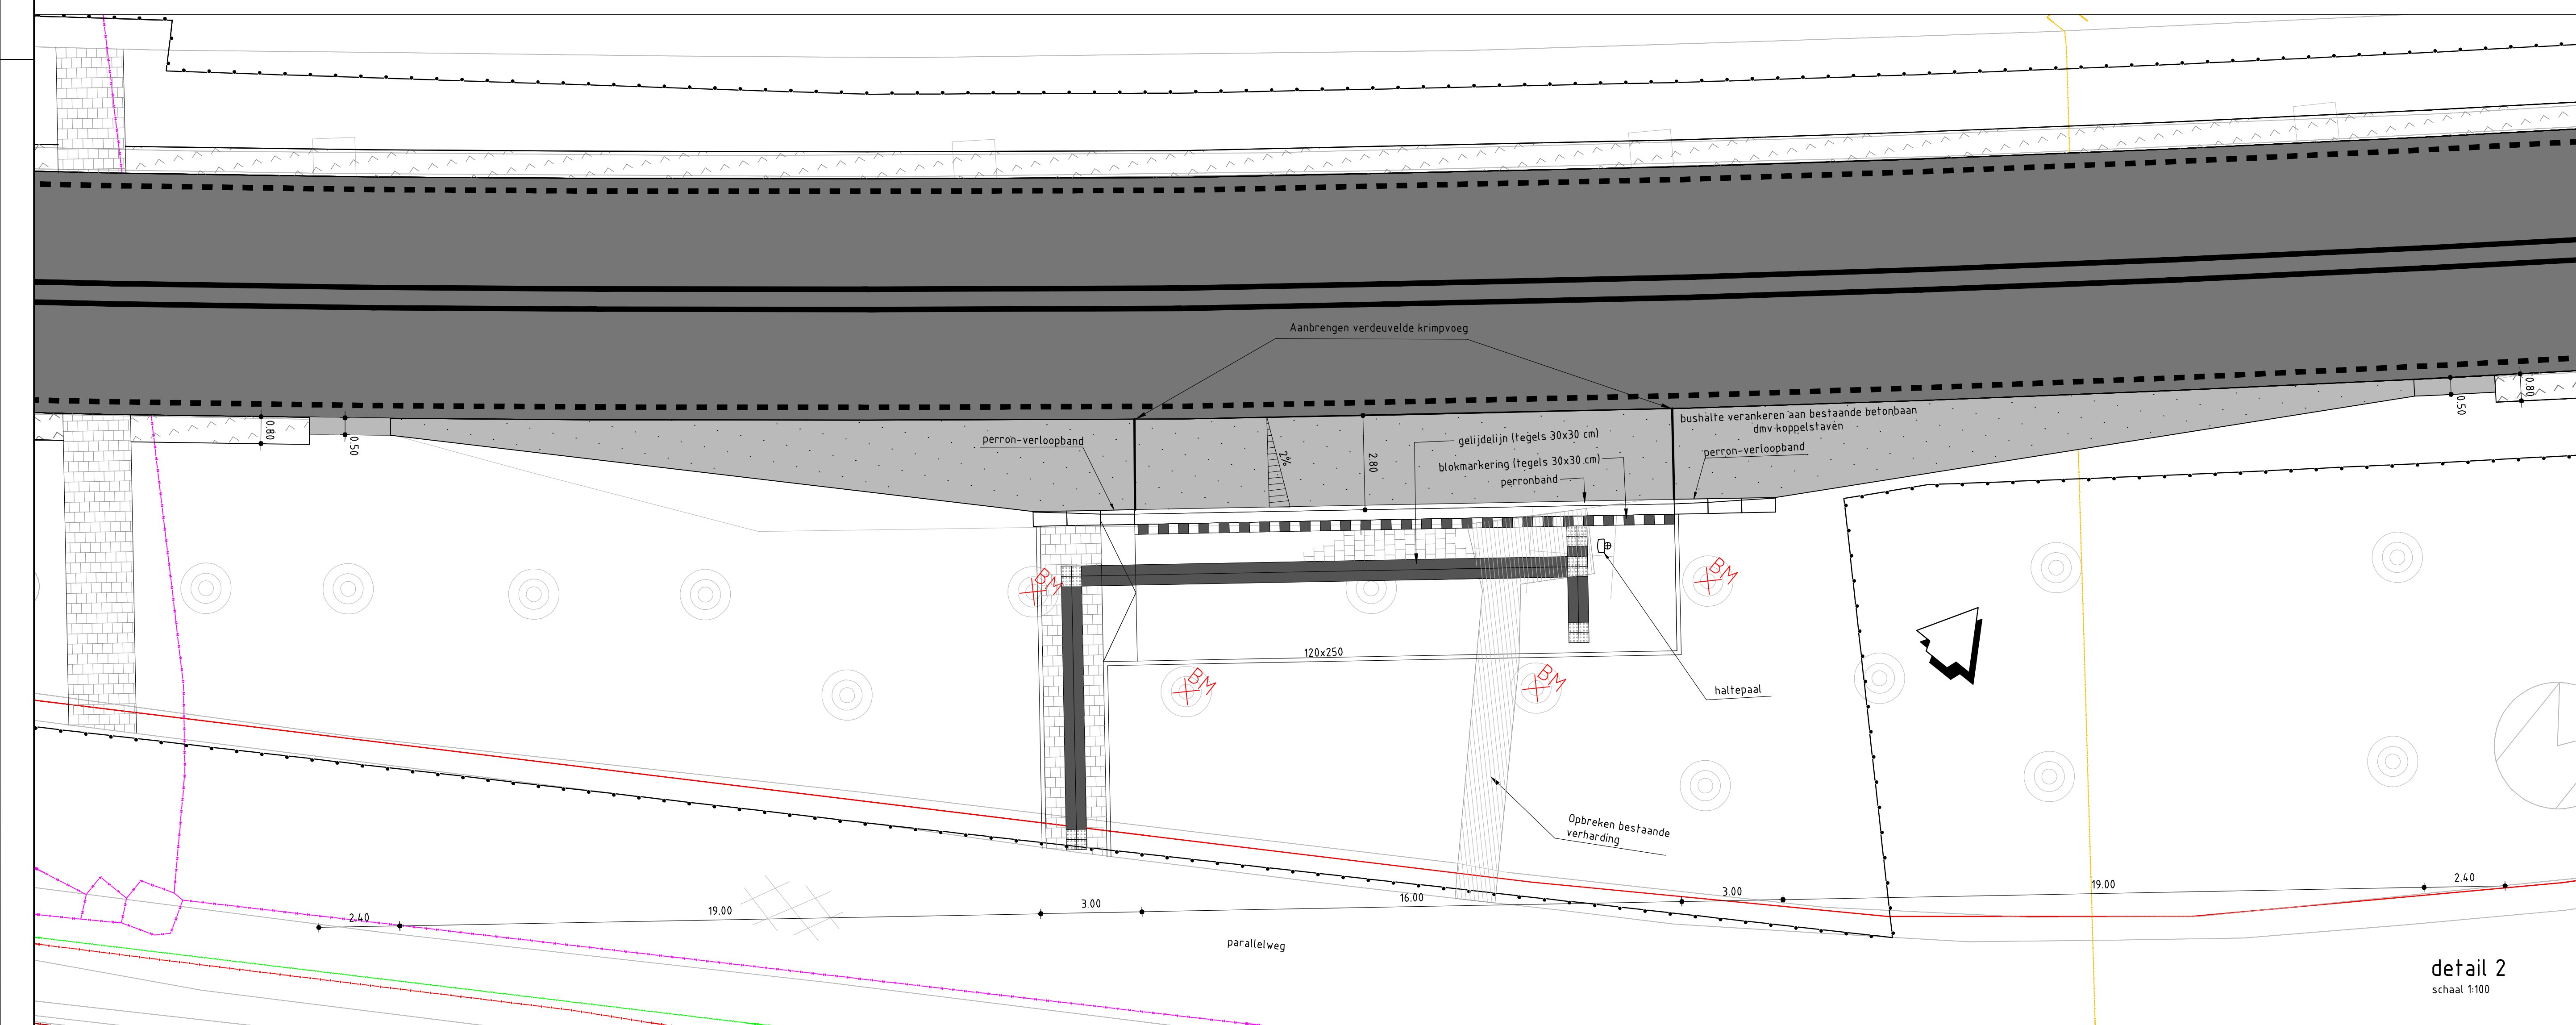 Aanbrengen verdeuvelde krimpvoeg
0.80
0.50
perron-verloopband
2%
2.80
gelijdelijn (tegels 30x30 cm)
blokmarkering (tegels 30x30 cm)
perronband
bushalte verankeren aan bestaande betonbaan
dmv koppelstaven
perron-verloopband
0.50
0.80
BM
BM
BM
BM
120x250
haltepaal
Opbreken bestaande
verharding
2.40
19.00
3.00
16.00
3.00
19.00
2.40
parallelweg
detail 2
schaal 1:100